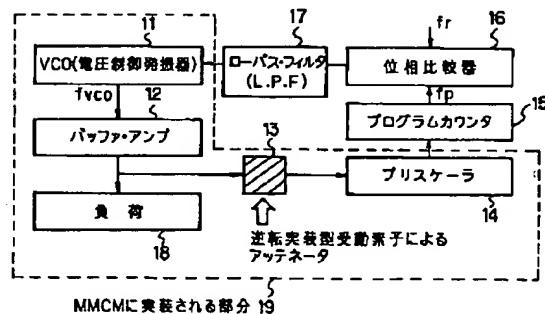 11
VCO(電圧制御発振器)
fvco
12
バッファ・アンプ
負荷
18
17
ローパス・フィルタ
(L.P.F)
fr
16
位相比較器
fp
15
プログラムカウンタ
13
プリスケーラ
14
逆転実装型受動素子による
アッテネータ
MMCMに実装される部分 19